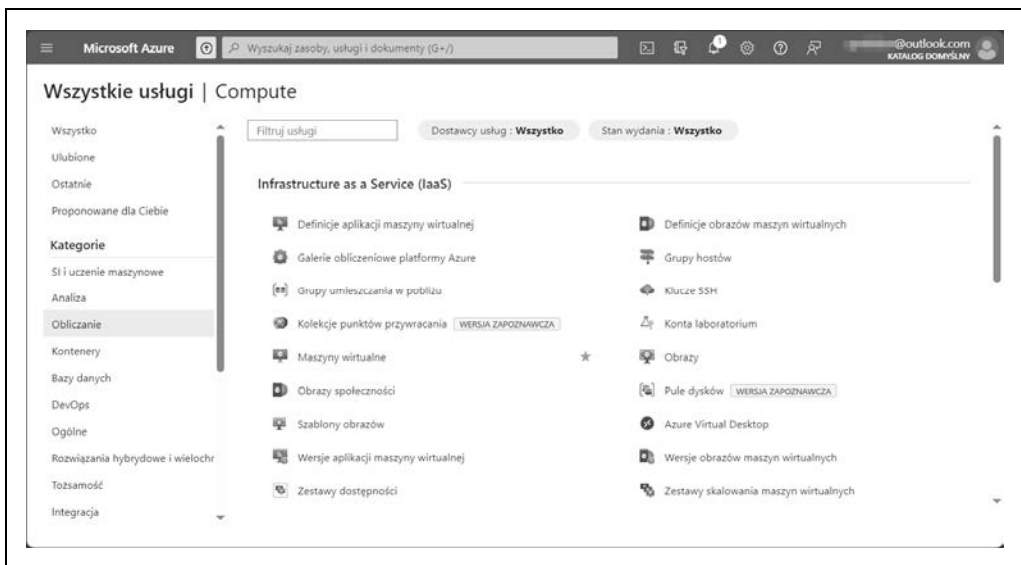 Microsoft Azure
Wyszukaj zasoby, usługi i dokumenty (G+/)
1
@outlook.com
KATALOG DOMYŚLNY
Wszystkie usługi | Compute
Wszystko
Ulubione
Ostatnie
Proponowane dla Ciebie
Kategorie
SI i uczenie maszynowe
Analiza
Obliczanie
Kontenery
Bazy danych
DevOps
Ogólne
Rozwiązania hybrydowe i wielochr
Tożsamość
Integracja
Filtruj usługi
Dostawcy usług : Wszystko
Stan wydania : Wszystko
Infrastructure as a Service (IaaS)
Definicje aplikacji maszyny wirtualnej
Definicje obrazów maszyn wirtualnych
Galerie obliczeniowe platformy Azure
Grupy hostów
Grupy umieszczania w pobliżu
Klucze SSH
Kolekcje punktów przywracania WERSJA ZAPOZNAWCZA
Konta laboratorium
Maszyny wirtualne
Obrazy
Obrazy społeczności
Pule dysków WERSJA ZAPOZNAWCZA
Szablony obrazów
Azure Virtual Desktop
Wersje aplikacji maszyny wirtualnej
Wersje obrazów maszyn wirtualnych
Zestawy dostępności
Zestawy skalowania maszyn wirtualnych